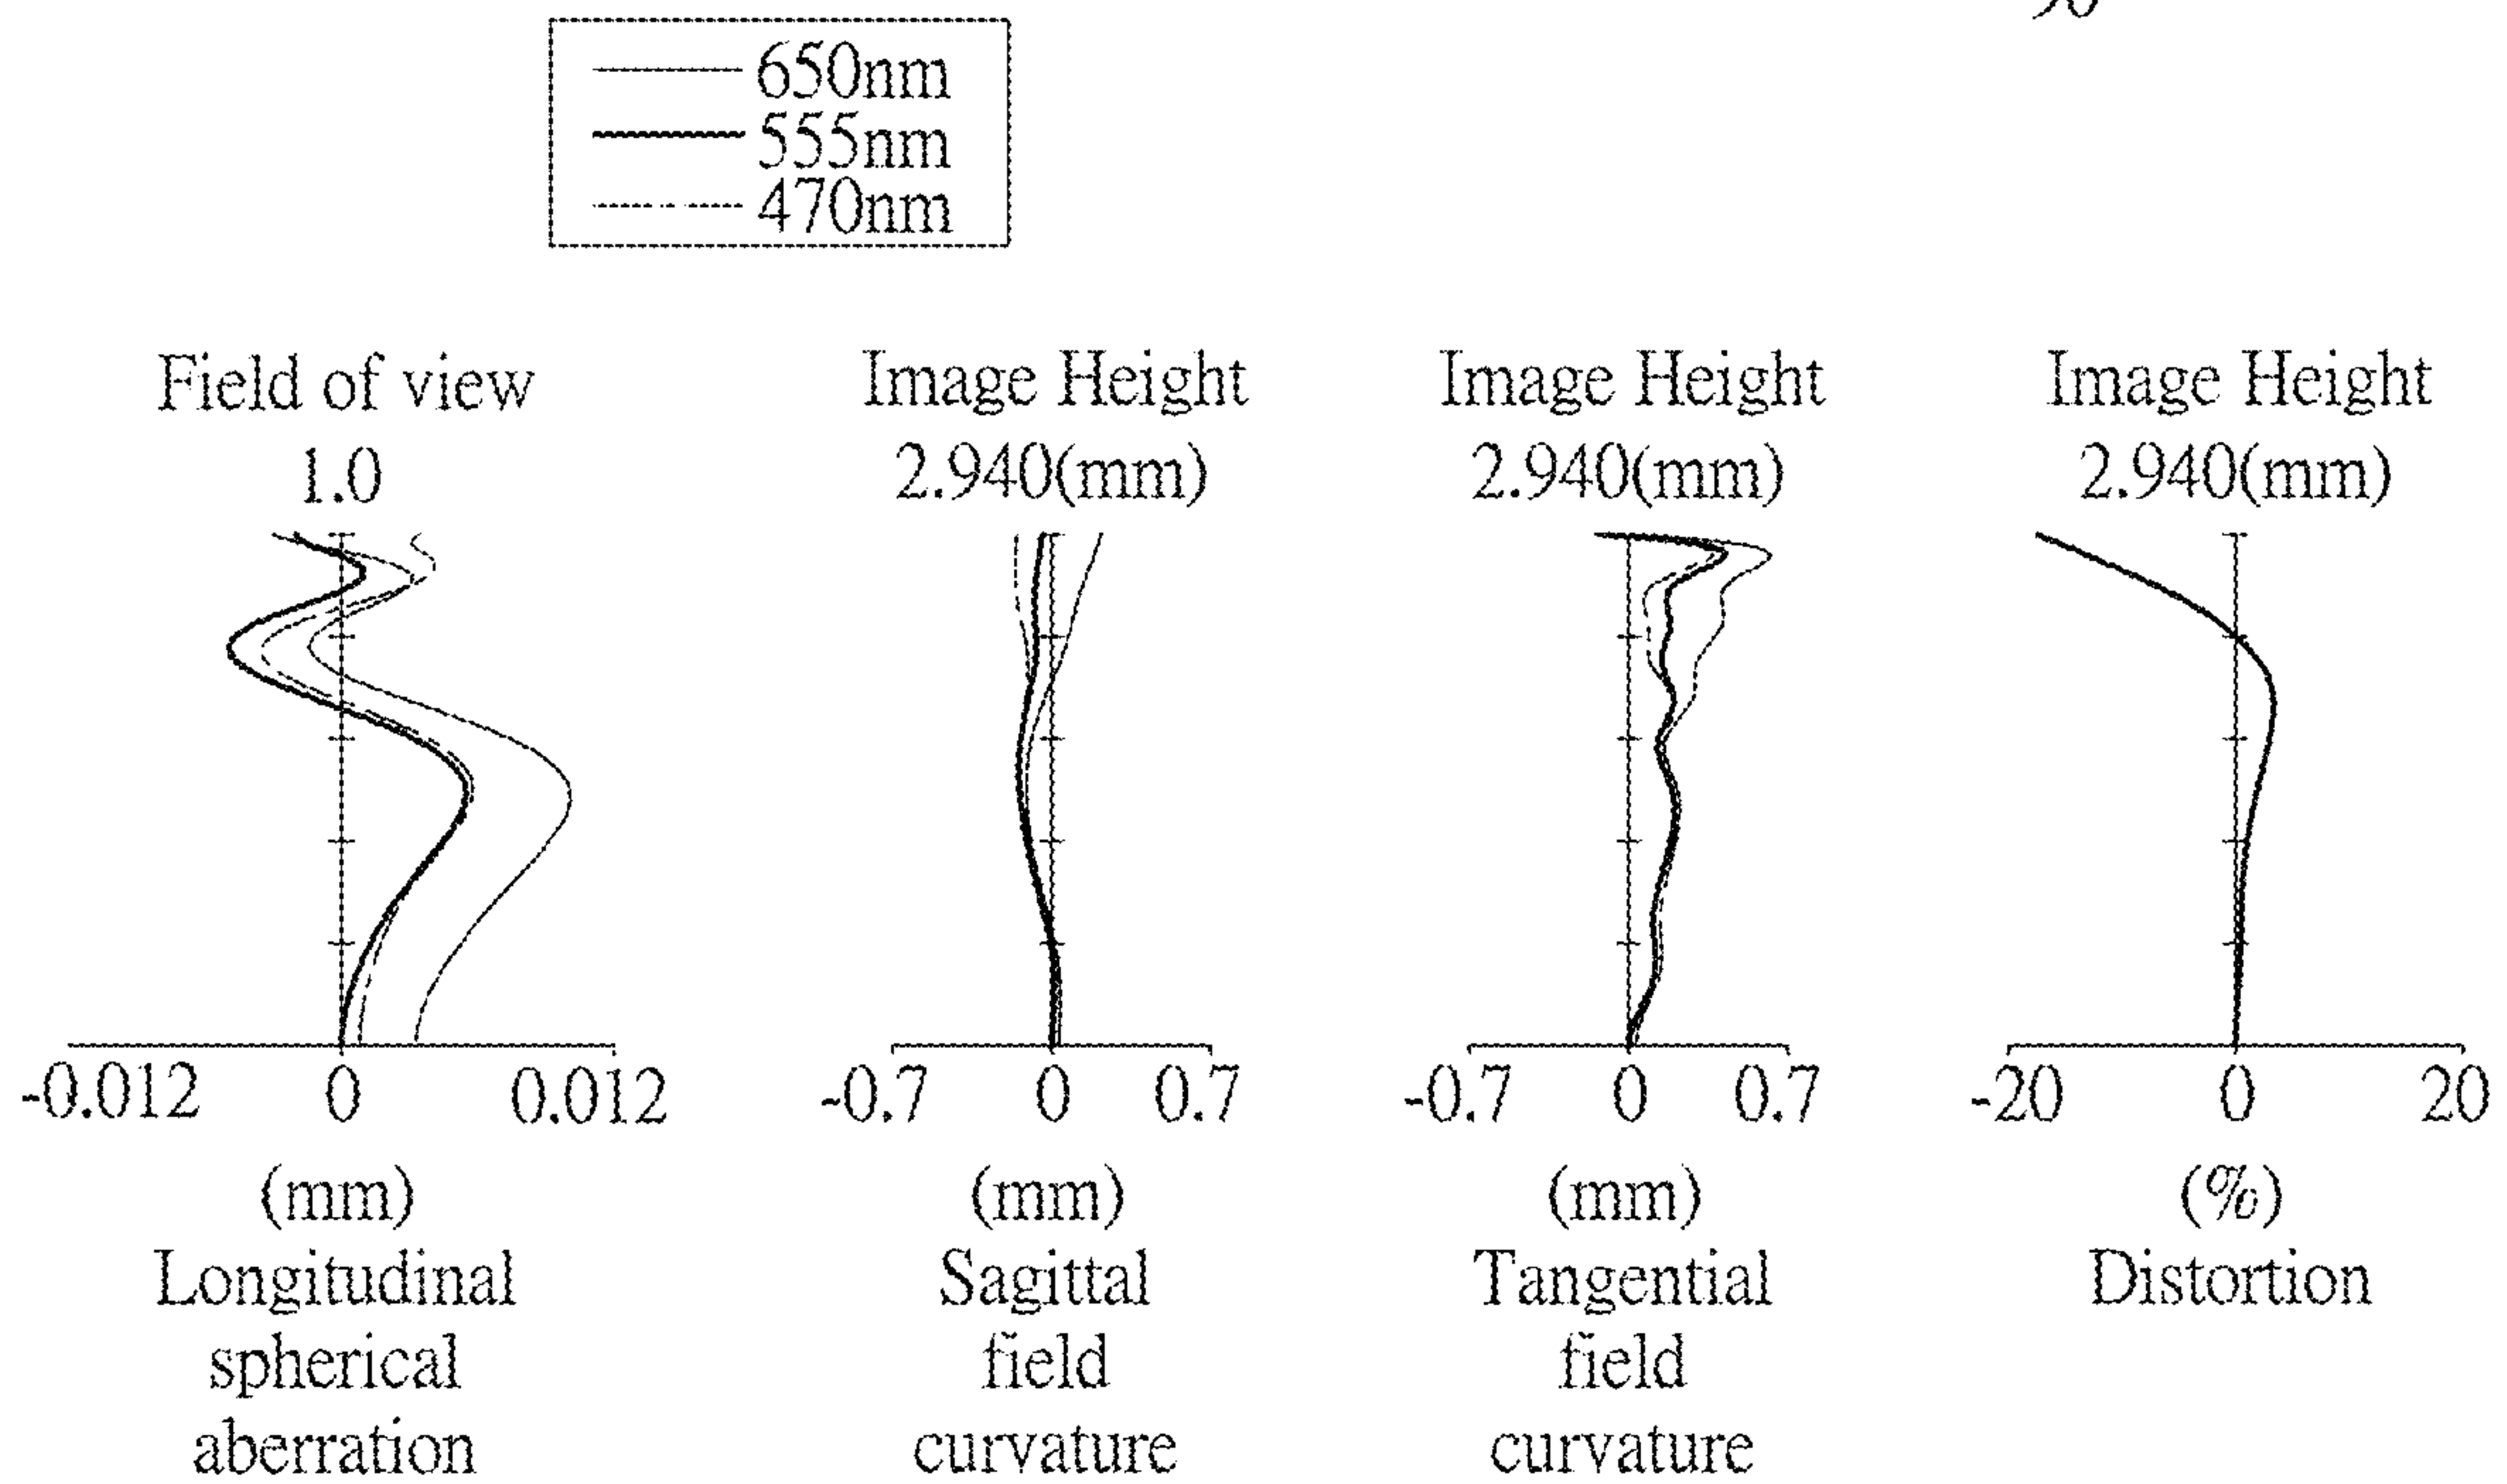 650nm
555nm
470nm
Field of view
1.0
-0.012 0 0.012
(mm)
Longitudinal
spherical
aberration
Image Height
2.940(mm)
-0.7 0 0.7
(mm)
Sagittal
field
curvature
Image Height
2.940(mm)
-0.7 0 0.7
(mm)
Tangential
field
curvature
Image Height
2.940(mm)
-20 0 20
(%)
Distortion